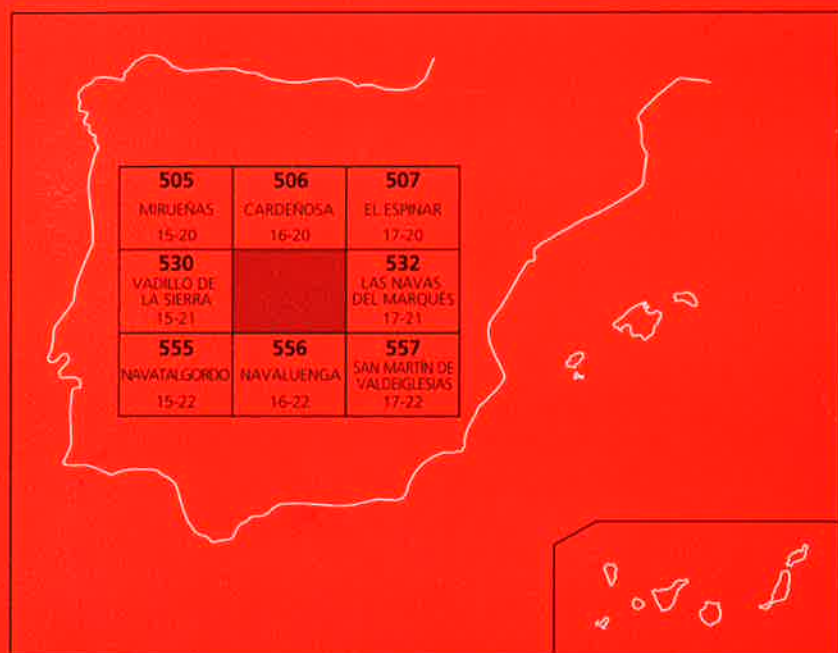 505
MIRUEÑAS
15-20
506
CARDEÑOSA
16-20
507
EL ESPINAR
17-20
530
VADILLO DE
LA SIERRA
15-21
532
LAS NAVAS
DEL MARQUÉS
17-21
555
NAVATALGORDO
15-22
556
NAVALUENGA
16-22
557
SAN MARTÍN DE
VALDEIGLESIAS
17-22